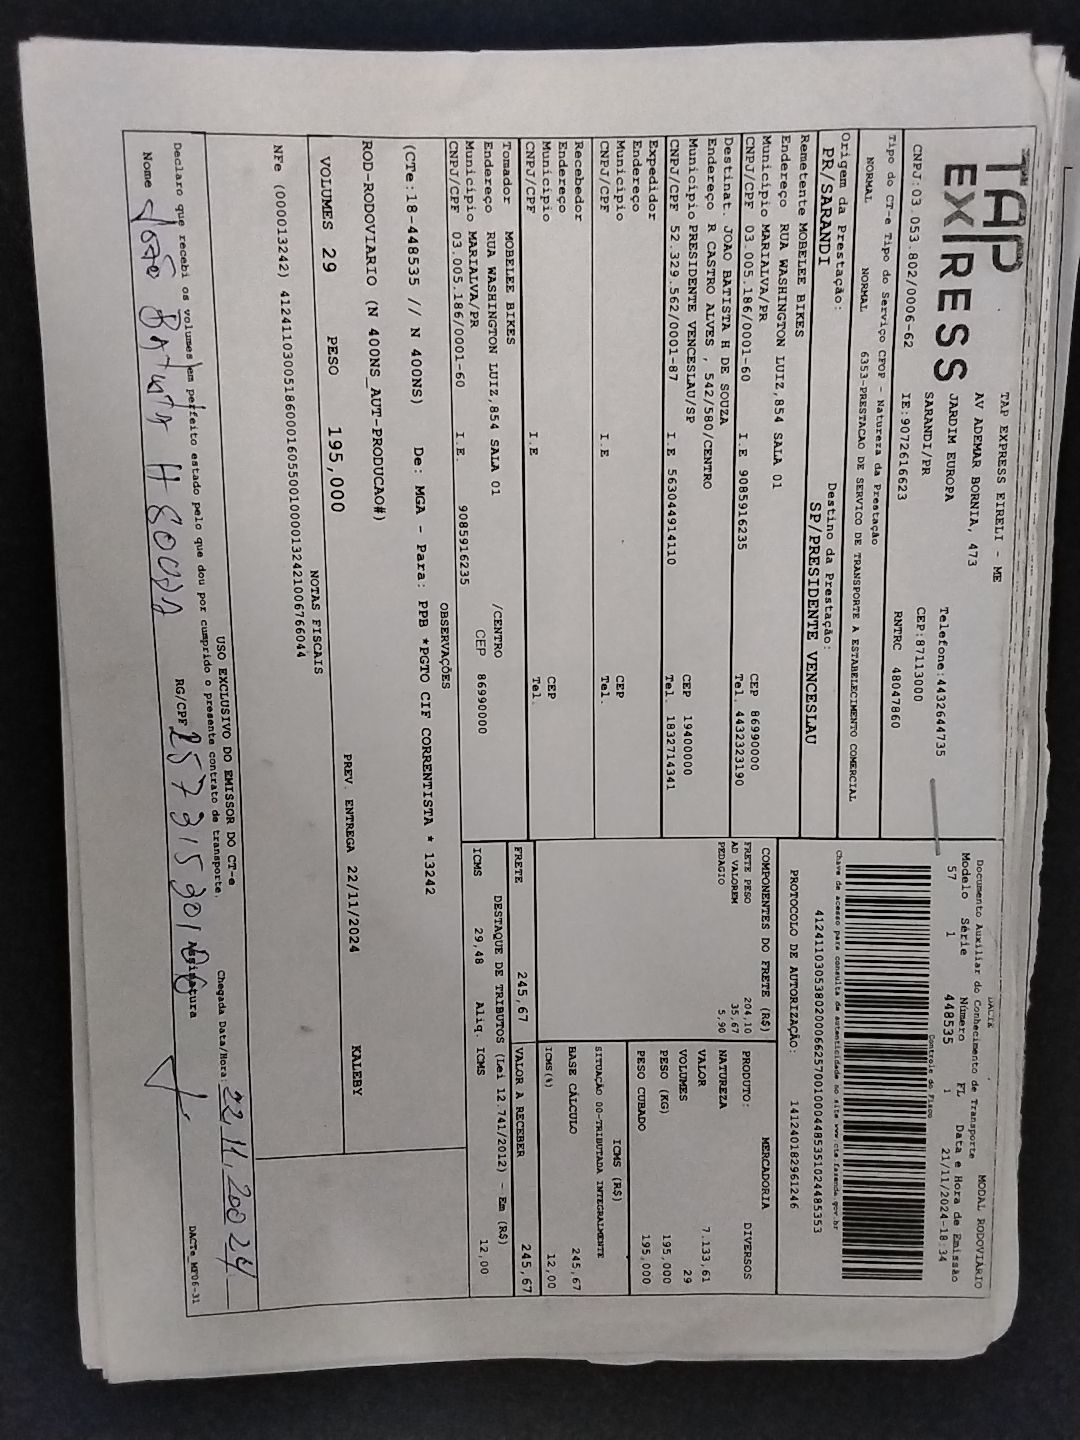 TAP EXPRESS
TAP EXPRESS EIRELI - ME
AV ADEMAR BORNIA, 473
JARDIM EUROPA
SARANDI/PR
Telefone:4432644735
CEP:87113000
CNPJ:03.053.802/0006-62 IE:9072616623 RNTRC 48047860
DACTE MODAL RODOVIÁRIO
Documento Auxiliar do Conhecimento de Transporte
Modelo Série Número FL Data e Hora de Emissão
57 1 448535 1 21/11/2024-18:34
Controle do Fisco
Chave de acesso para consulta de autenticidade no site www.cte.fazenda.gov.br
41241103053802000662570010004485351024485353
PROTOCOLO DE AUTORIZAÇÃO: 141240182961246
Tipo do CT-e Tipo do Serviço CFOP - Natureza da Prestação
NORMAL NORMAL 6353-PRESTACAO DE SERVICO DE TRANSPORTE A ESTABELECIMENTO COMERCIAL
Origem da Prestação: Destino da Prestação:
PR/SARANDI SP/PRESIDENTE VENCESLAU
Remetente MOBELEE BIKES
Endereço RUA WASHINGTON LUIZ,854 SALA 01
Município MARIALVA/PR CEP 86990000
CNPJ/CPF 03.005.186/0001-60 I.E 9085916235 Tel. 4432323190
Destinat. JOAO BATISTA H DE SOUZA
Endereço R CASTRO ALVES , 542/580/CENTRO
Município PRESIDENTE VENCESLAU/SP CEP 19400000
CNPJ/CPF 52.329.562/0001-87 I.E 563044914110 Tel. 1832714341
Expedidor
Endereço
Município CEP
CNPJ/CPF I.E Tel.
Recebedor
Endereço
Município CEP
CNPJ/CPF I.E Tel.
Tomador MOBELEE BIKES
Endereço RUA WASHINGTON LUIZ,854 SALA 01 /CENTRO
Município MARIALVA/PR CEP 86990000
CNPJ/CPF 03.005.186/0001-60 I.E. 9085916235
COMPONENTES DO FRETE (R$)
FRETE PESO 204,10
AD VALOREM 35,67
PEDAGIO 5,90
MERCADORIA
PRODUTO: DIVERSOS
NATUREZA
VALOR 7.133,61
VOLUMES 29
PESO (KG) 195,000
PESO CUBADO 195,000
ICMS (R$)
SITUAÇÃO 00-TRIBUTADA INTEGRALMENTE
BASE CÁLCULO 245,67
ICMS(%) 12,00
FRETE 245,67 VALOR A RECEBER 245,67
DESTAQUE DE TRIBUTOS (Lei 12.741/2012) - Em (R$)
ICMS 29,48 Aliq. ICMS 12,00
OBSERVAÇÕES
(CTe:18-448535 // N 400NS) De: MGA - Para: PPB *PGTO CIF CORRENTISTA * 13242
ROD-RODOVIARIO (N 400NS_AUT-PRODUCAO#)
VOLUMES 29 PESO 195,000 PREV. ENTREGA 22/11/2024 KALEBY
NOTAS FISCAIS
NFe (000013242) 41241103005186000160550010000132421006766044
USO EXCLUSIVO DO EMISSOR DO CT-e
Declaro que recebi os volumes em perfeito estado pelo que dou por cumprido o presente contrato de transporte.
Chegada Data/Hora: 22.11.20024
Nome João Batista H SOUZA RG/CPF Assinatura
DACTe_MP06-31